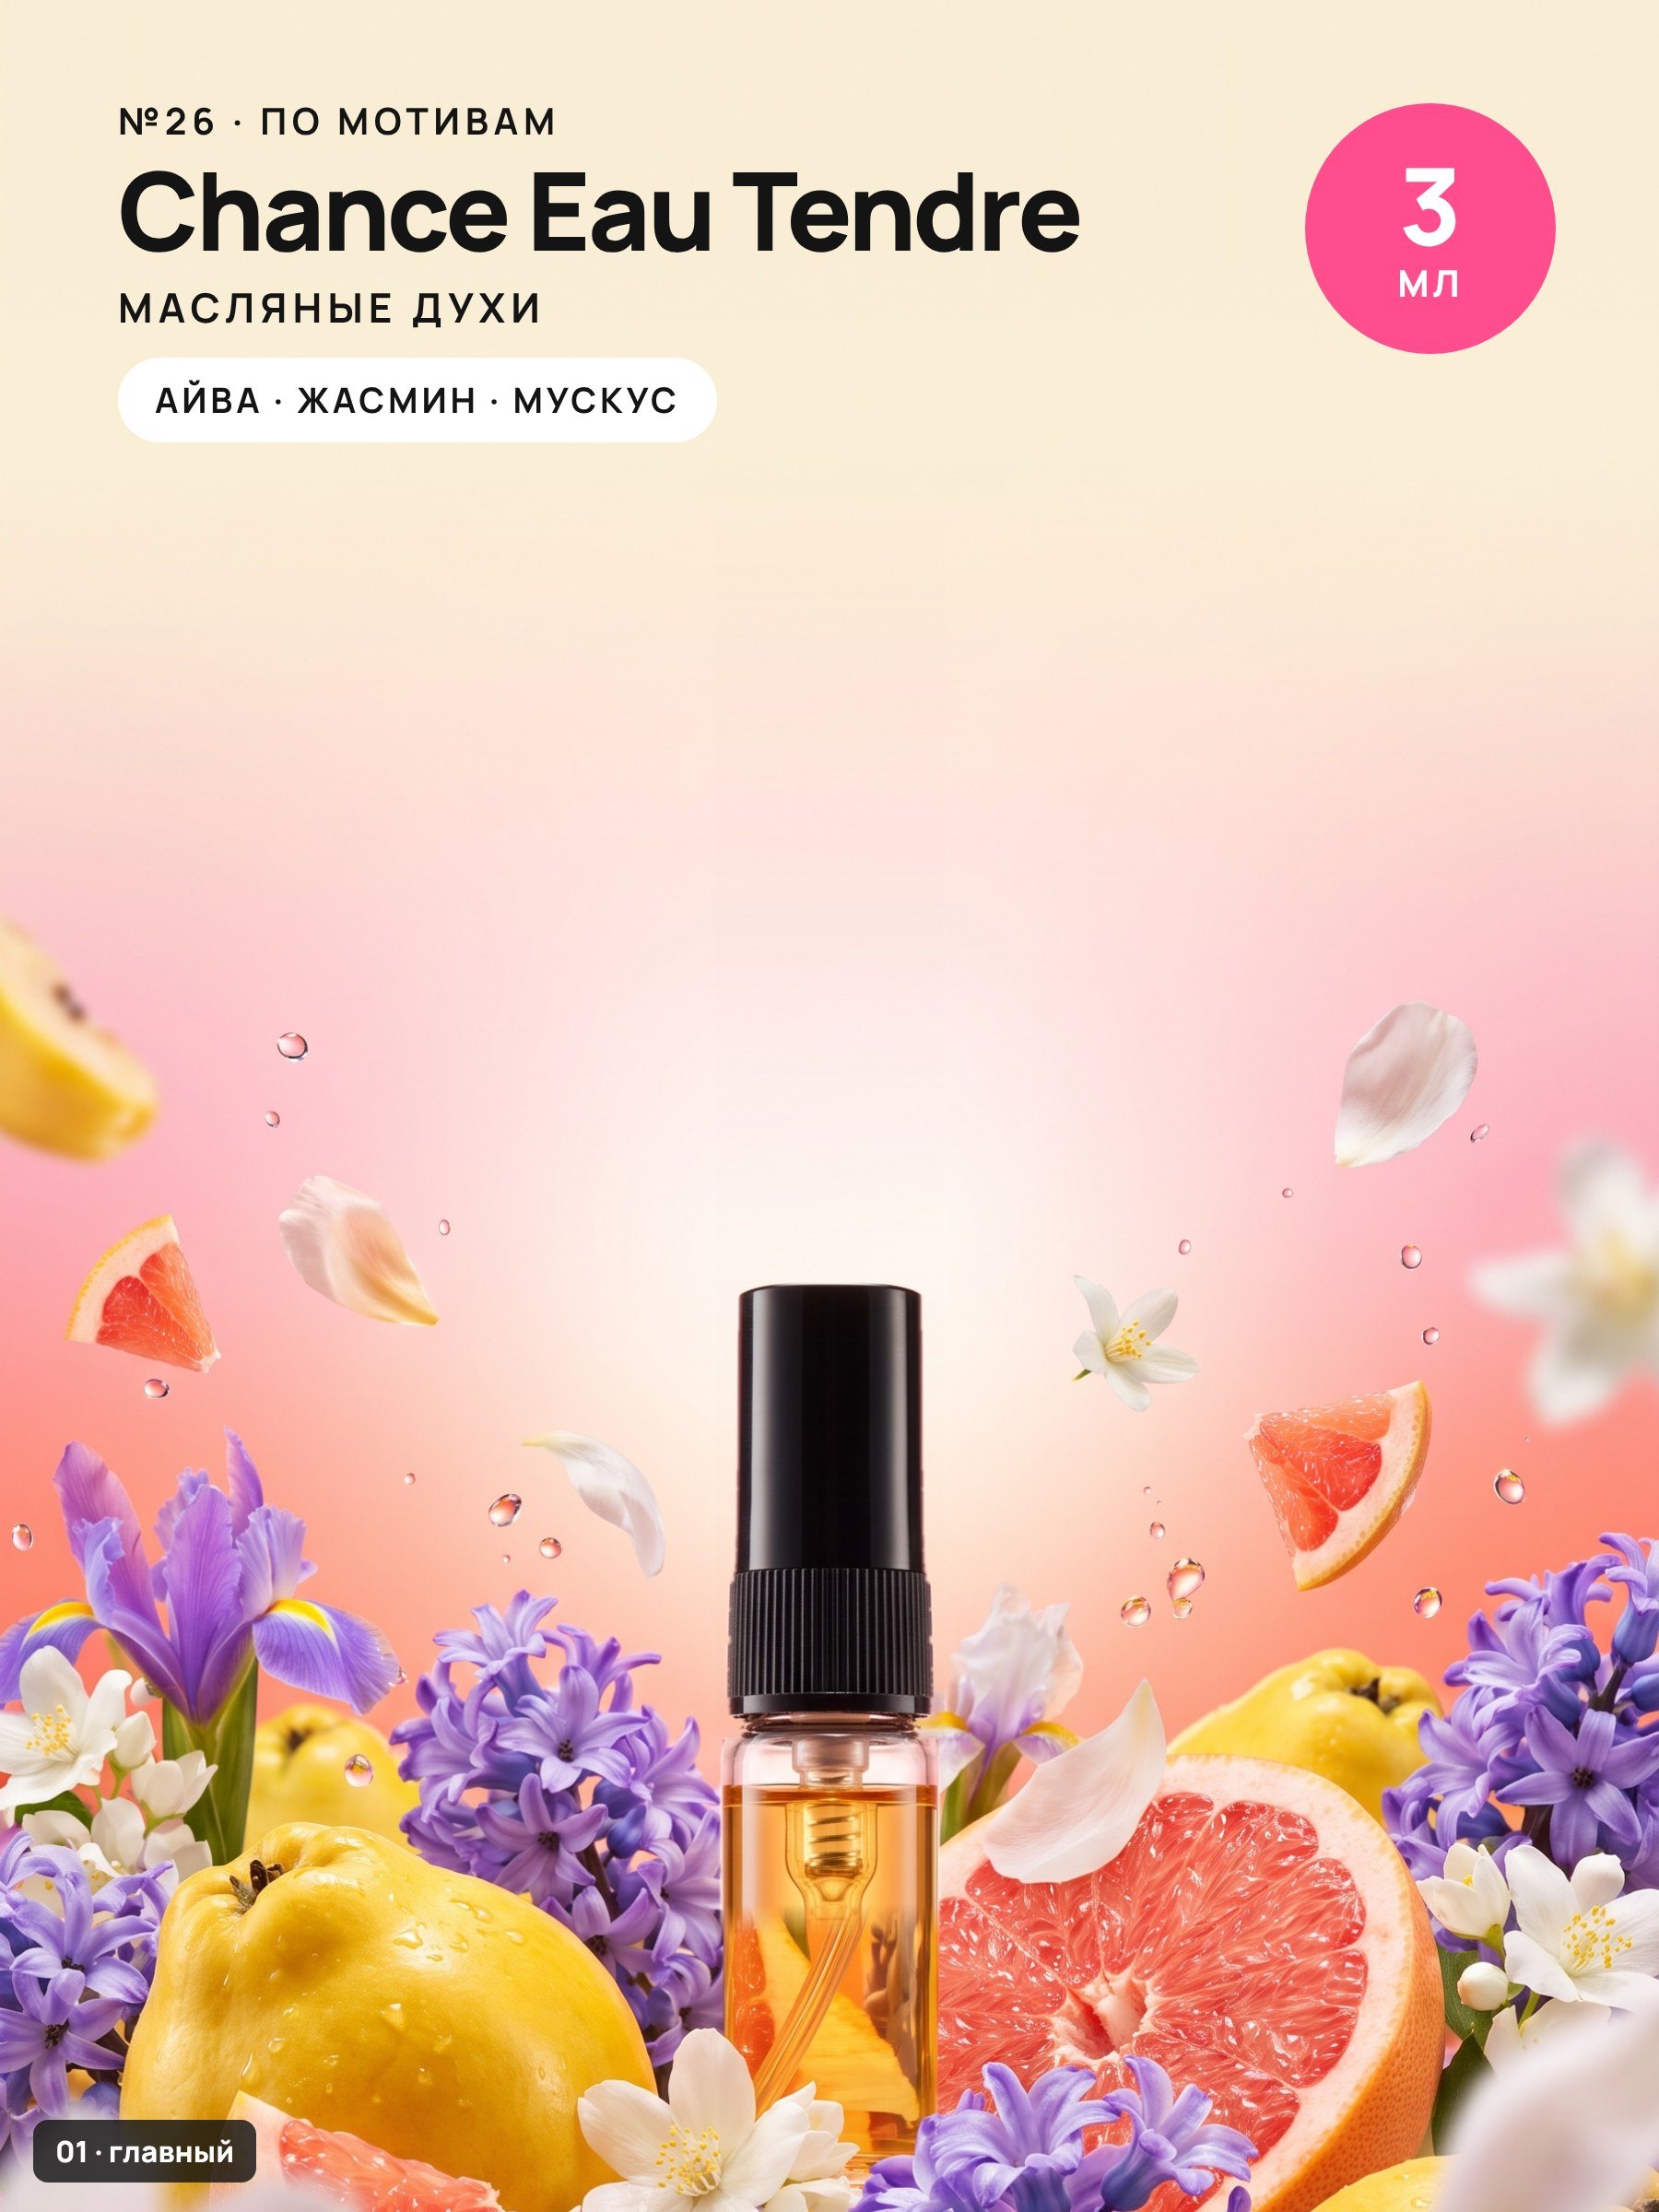 №26 · ПО МОТИВАМ
Chance Eau Tendre
МАСЛЯНЫЕ ДУХИ
АЙВА · ЖАСМИН · МУСКУС
3
МЛ
01 · главный